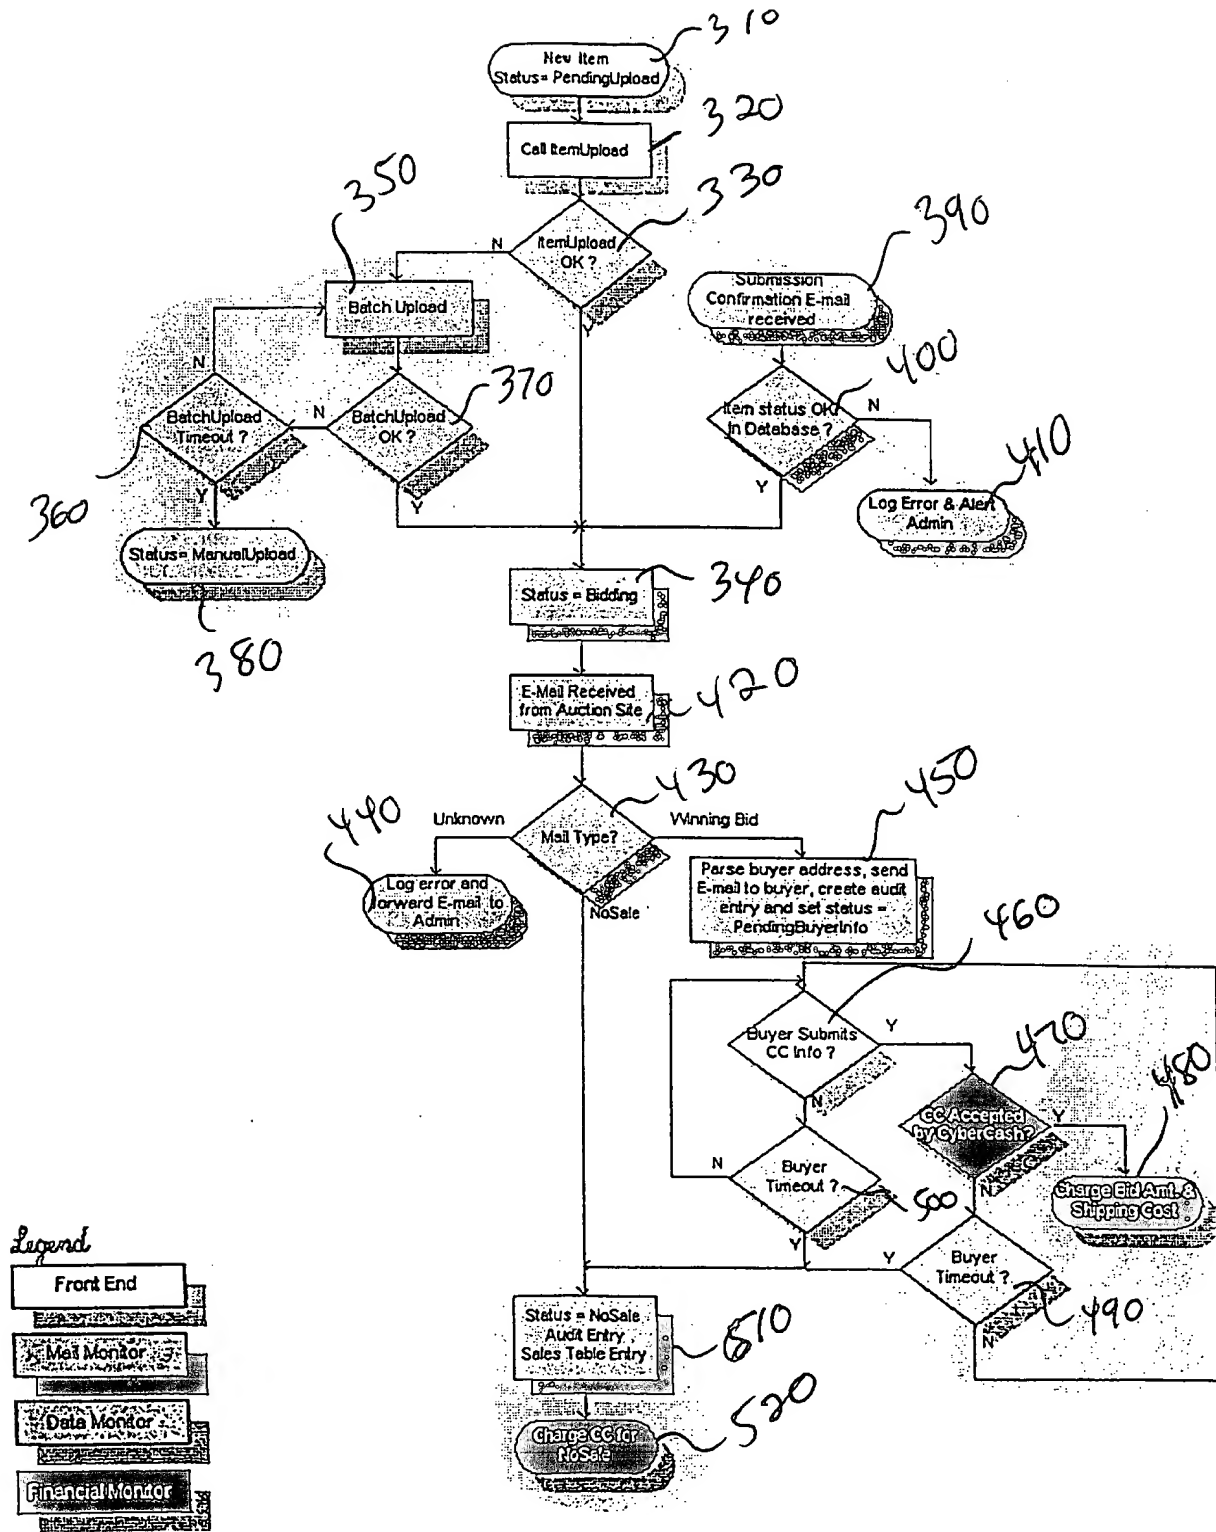 310
New Item
Status= PendingUpload
320
Call ItemUpload
350
330
N
ItemUpload
OK ?
390
Submission
Confirmation E-mail
received
Batch Upload
Y
N
370
400
BatchUpload
Timeout ?
N
BatchUpload
OK ?
Item status OK
In Database ?
N
410
360
Y
Y
Y
Log Error & Alert
Admin
Status= ManualUpload
340
Status = Bidding
380
E-Mail Received
from Auction Site
420
430
450
440
Unknown
Mail Type?
Winning Bid
Log error and
forward E-mail to
Admin
NoSale
Parse buyer address, send
E-mail to buyer, create audit
entry and set status =
PendingBuyerInfo
460
Buyer Submits
CC Info ?
Y
470
480
N
CC Accepted
by CyberCash?
Y
N
Buyer
Timeout ?
500
N
Charge Bid Amt. &
Shipping Cost
Y
Y
Buyer
Timeout ?
490
N
Legend
Front End
Mail Monitor
Data Monitor
Financial Monitor
Status = NoSale
Audit Entry
Sales Table Entry
510
520
Charge CC for
NoSale